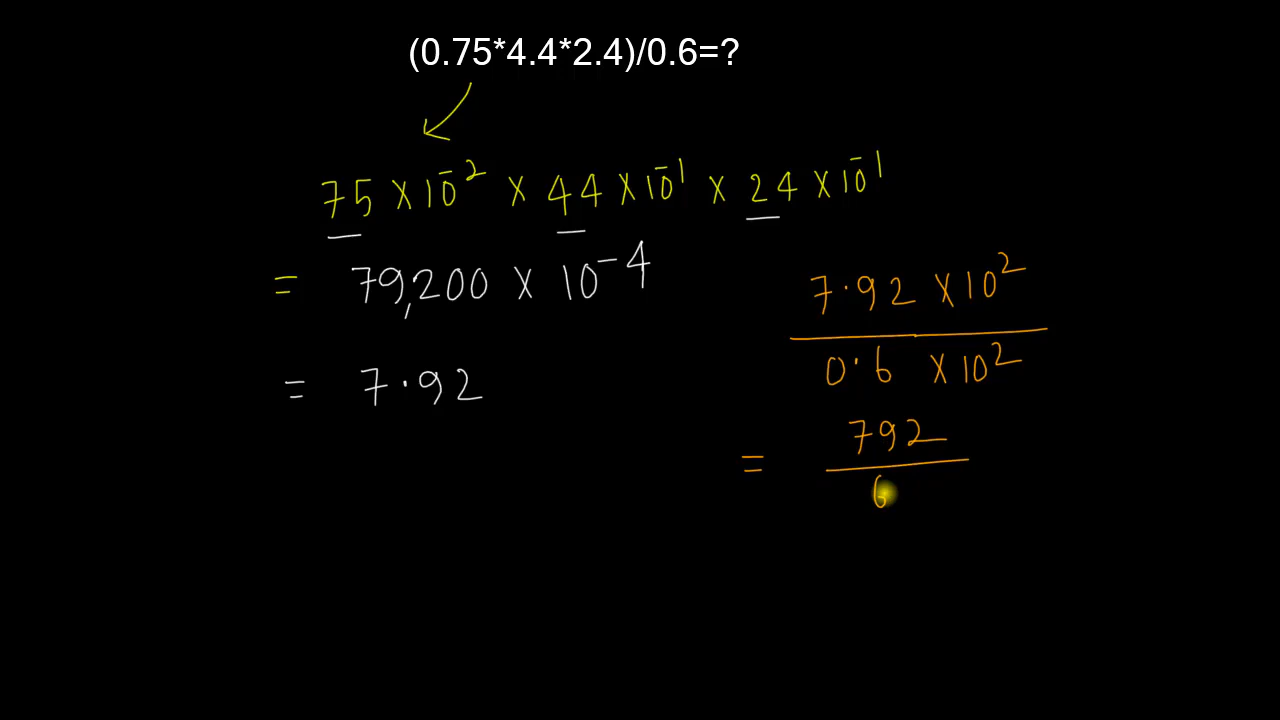 (0.75*4.4*2.4)/0.6=?
75 × 10⁻² × 44 × 10⁻¹ × 24 × 10⁻¹
= 79,200 × 10⁻⁴
= 7.92
7.92 × 10²
0.6 × 10²
= 792
6